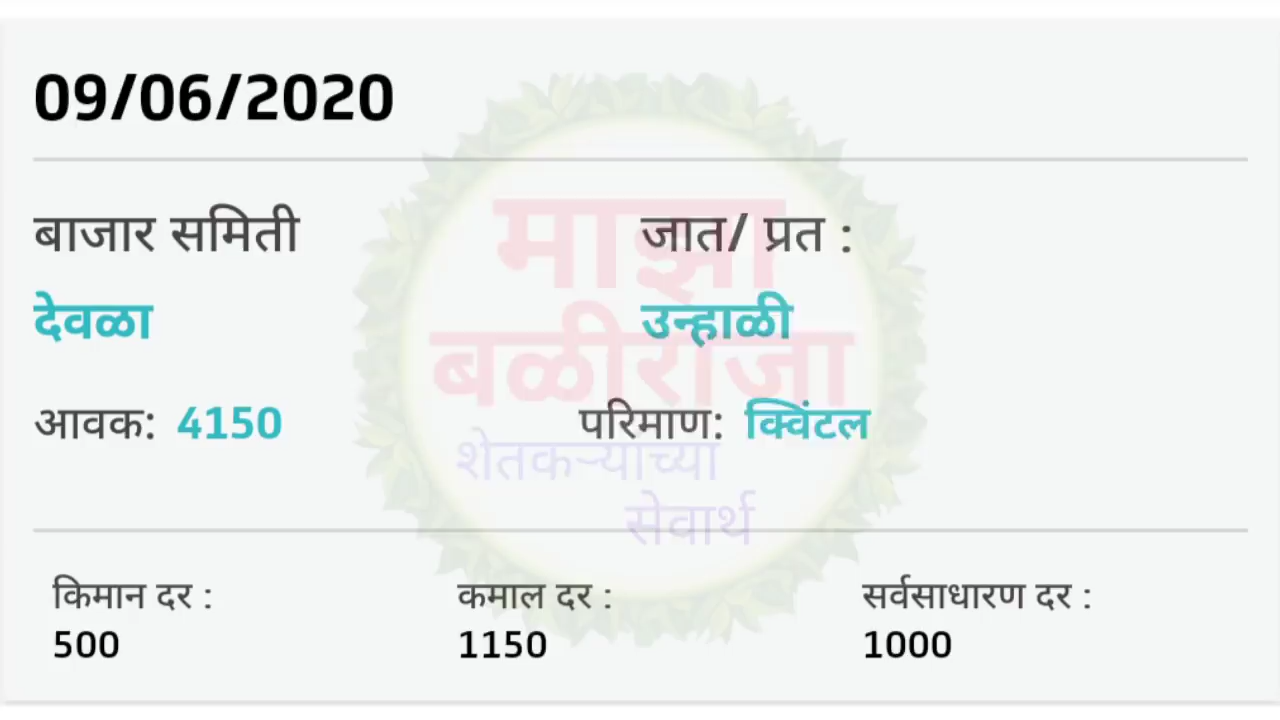 09/06/2020
बाजार समिती जात/ प्रत :
देवळा उन्हाळी
आवक: 4150 परिमाण: क्विंटल
किमान दर : कमाल दर : सर्वसाधारण दर :
500 1150 1000
माझा
बळीराजा
शेतकऱ्याच्या
सेवार्थ